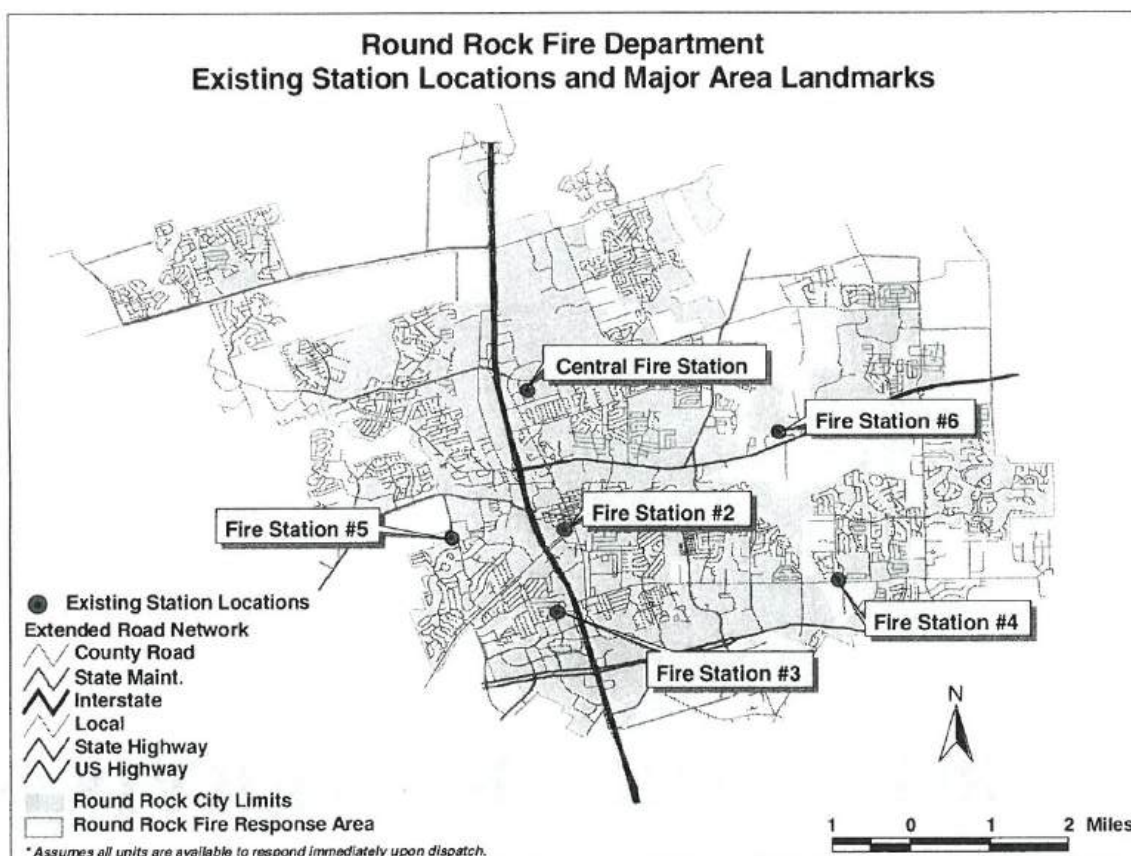 Round Rock Fire Department
Existing Station Locations and Major Area Landmarks
Central Fire Station
Fire Station #6
Fire Station #2
Fire Station #5
Fire Station #4
Fire Station #3
Existing Station Locations
Extended Road Network
County Road
State Maint.
Interstate
Local
State Highway
US Highway
Round Rock City Limits
Round Rock Fire Response Area
* Assumes all units are available to respond immediately upon dispatch.
N
1 0 1 2 Miles